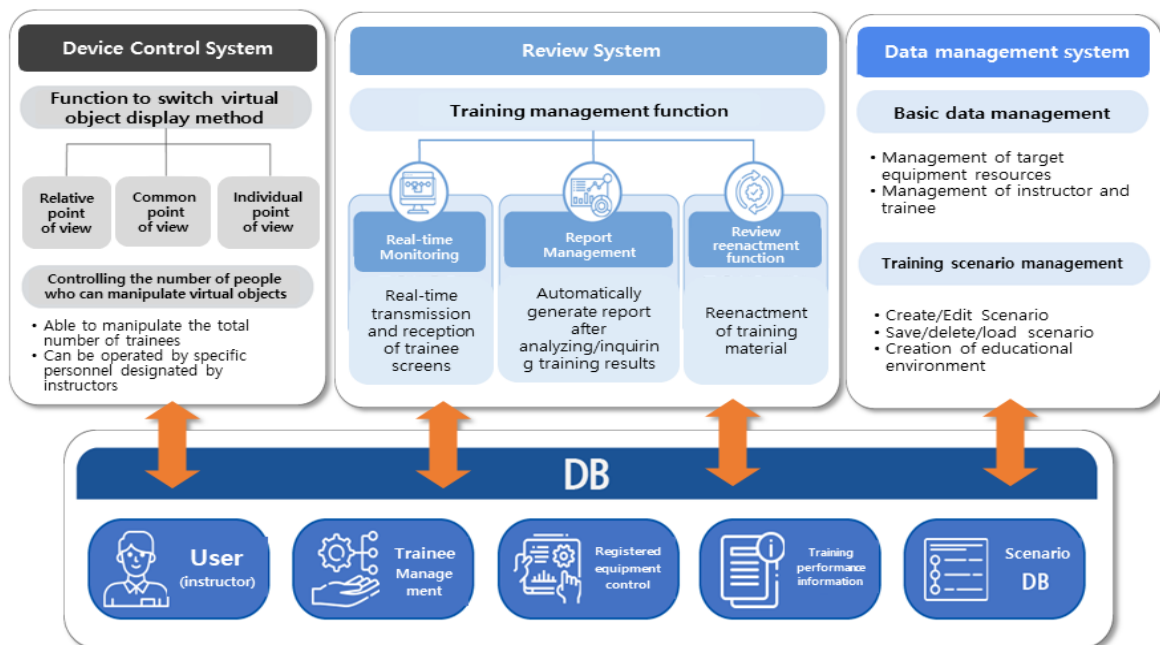 Device Control System
Function to switch virtual
object display method
Relative
point
of view
Common
point
of view
Individual
point
of view
Controlling the number of people
who can manipulate virtual objects
• Able to manipulate the total
number of trainees
• Can be operated by specific
personnel designated by
instructors
Review System
Training management function
Real-time
Monitoring
Real-time
transmission
and reception
of trainee
screens
Report
Management
Automatically
generate report
after
analyzing/inquirin
g training results
Review
reenactment
function
Reenactment
of training
material
Data management system
Basic data management
• Management of target
equipment resources
• Management of instructor and
trainee
Training scenario management
• Create/Edit Scenario
• Save/delete/load scenario
• Creation of educational
environment
DB
User
(instructor)
Trainee
Manage
ment
Registered
equipment
control
Training
performance
information
Scenario
DB